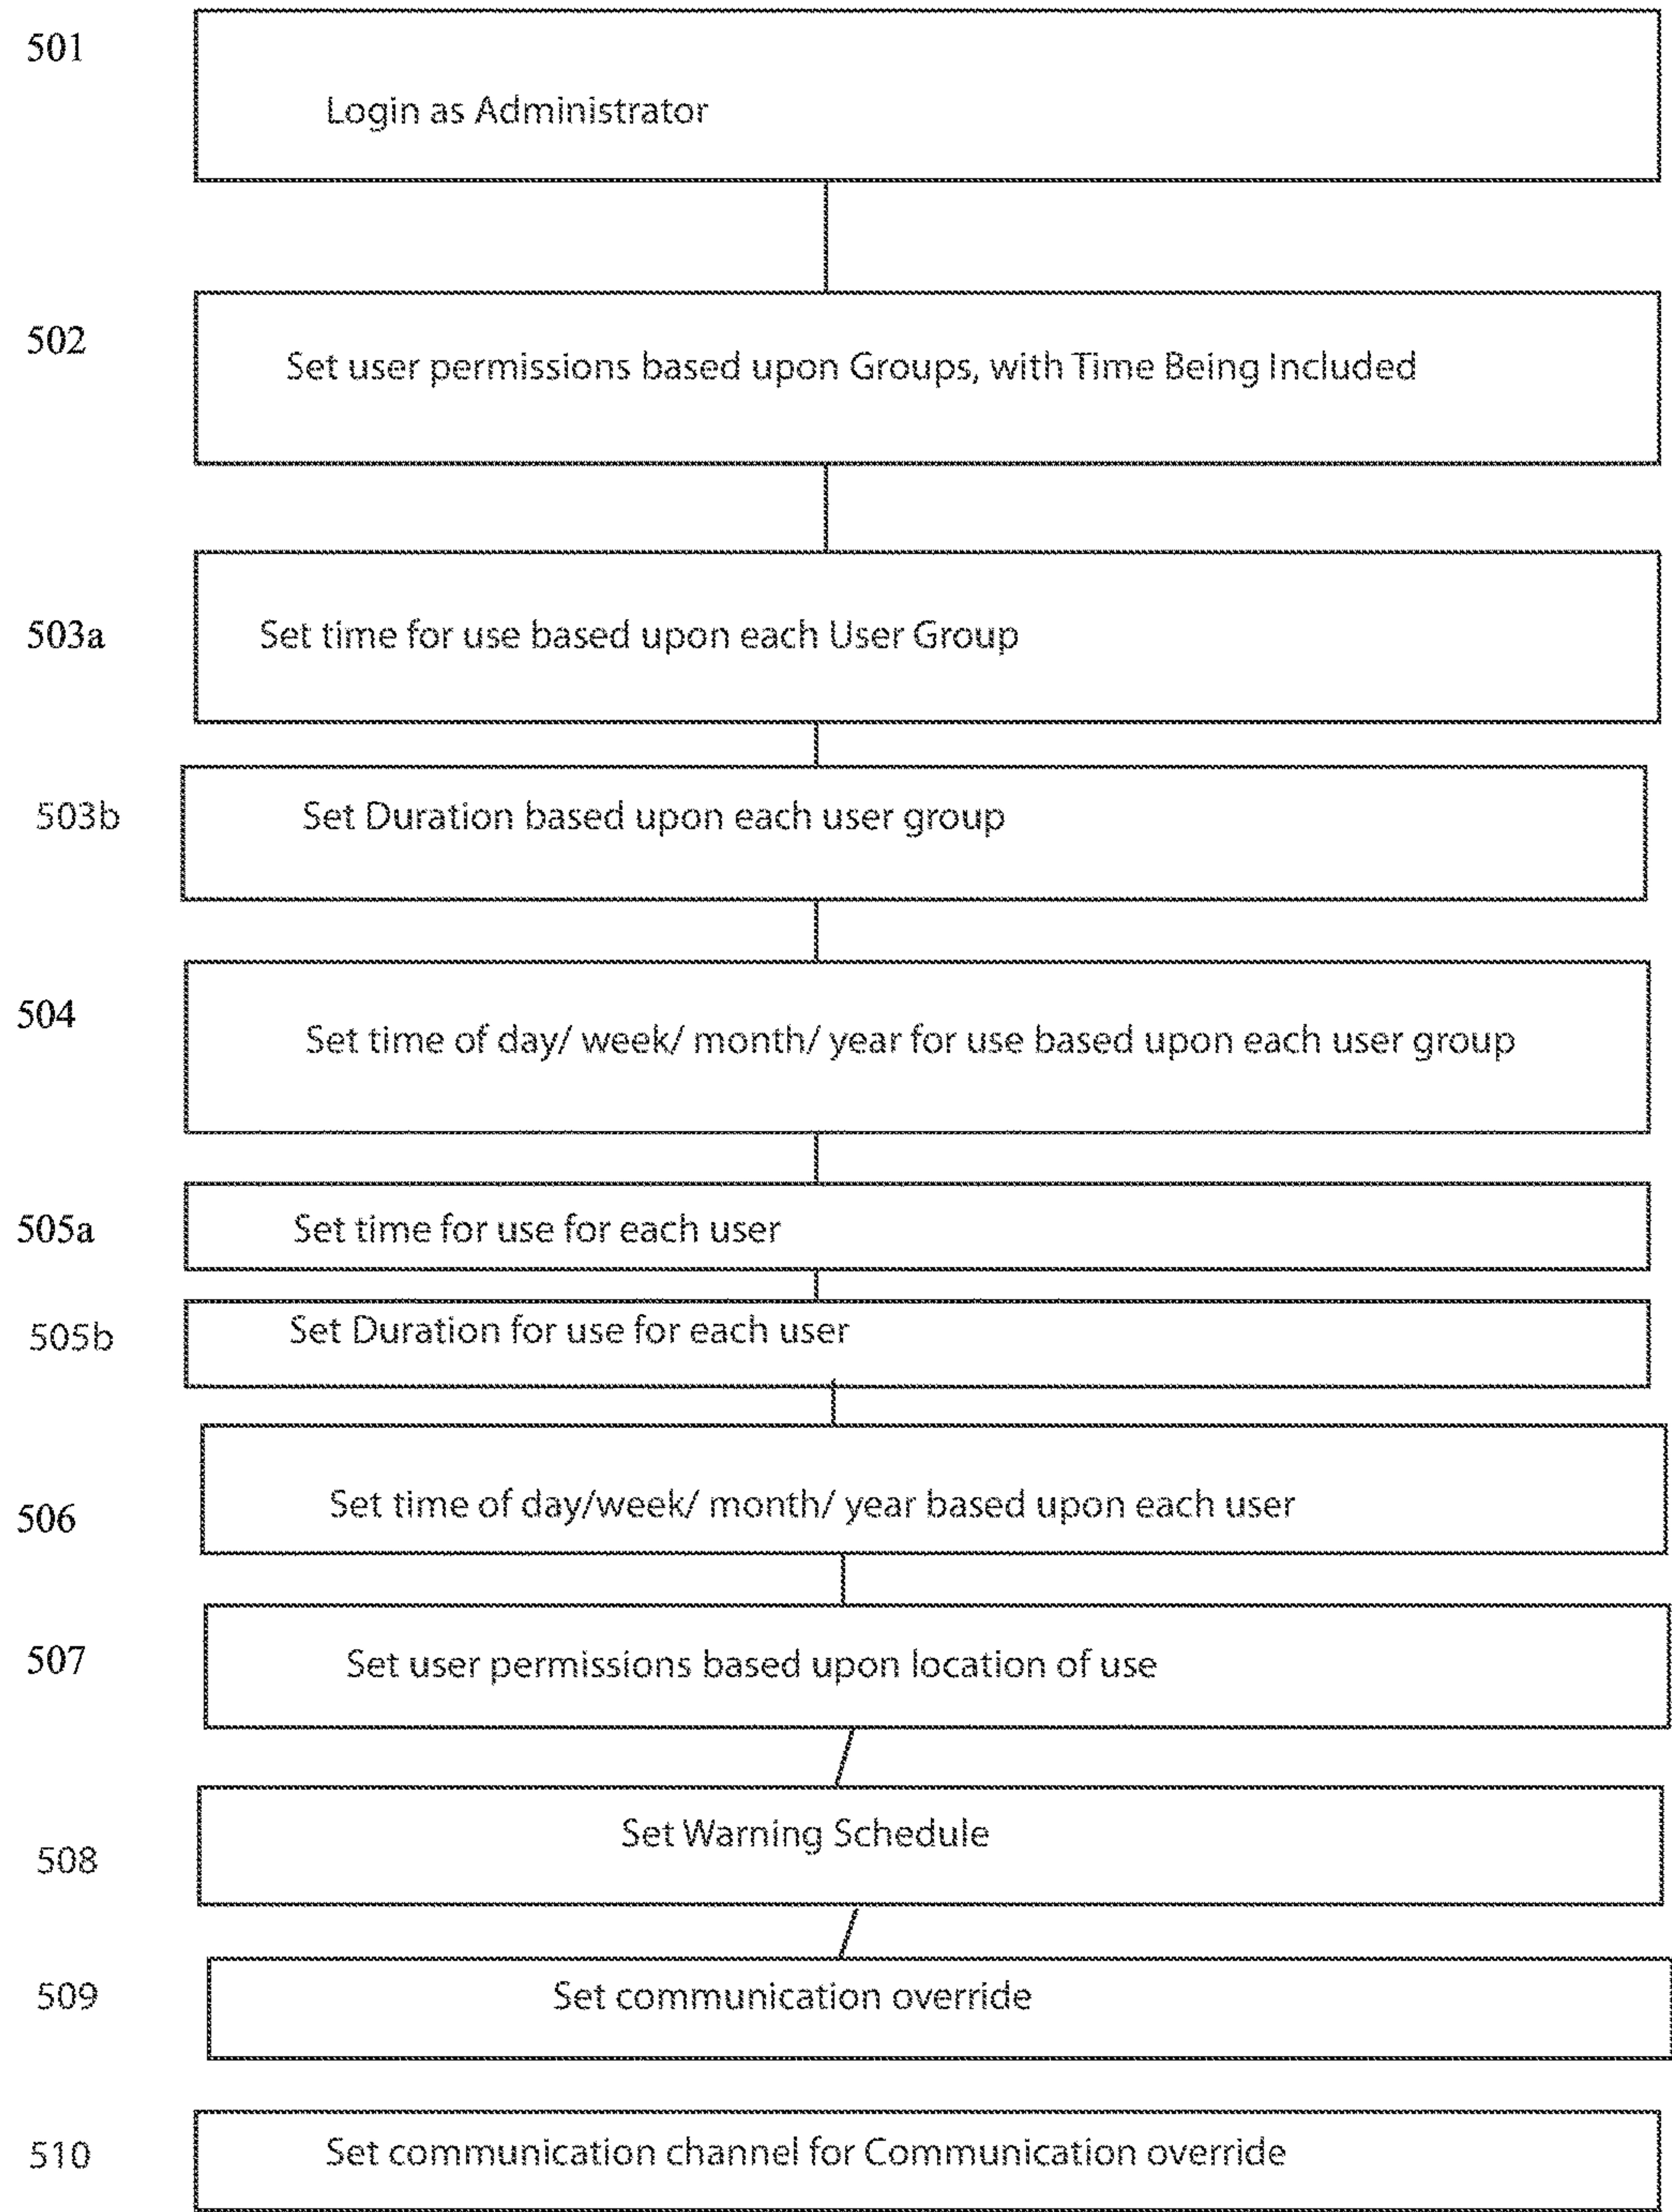 501
Login as Administrator
502
Set user permissions based upon Groups, with Time Being Included
503a
Set time for use based upon each User Group
503b
Set Duration based upon each user group
504
Set time of day/ week/ month/ year for use based upon each user group
505a
Set time for use for each user
505b
Set Duration for use for each user
506
Set time of day/week/ month/ year based upon each user
507
Set user permissions based upon location of use
508
Set Warning Schedule
509
Set communication override
510
Set communication channel for Communication override